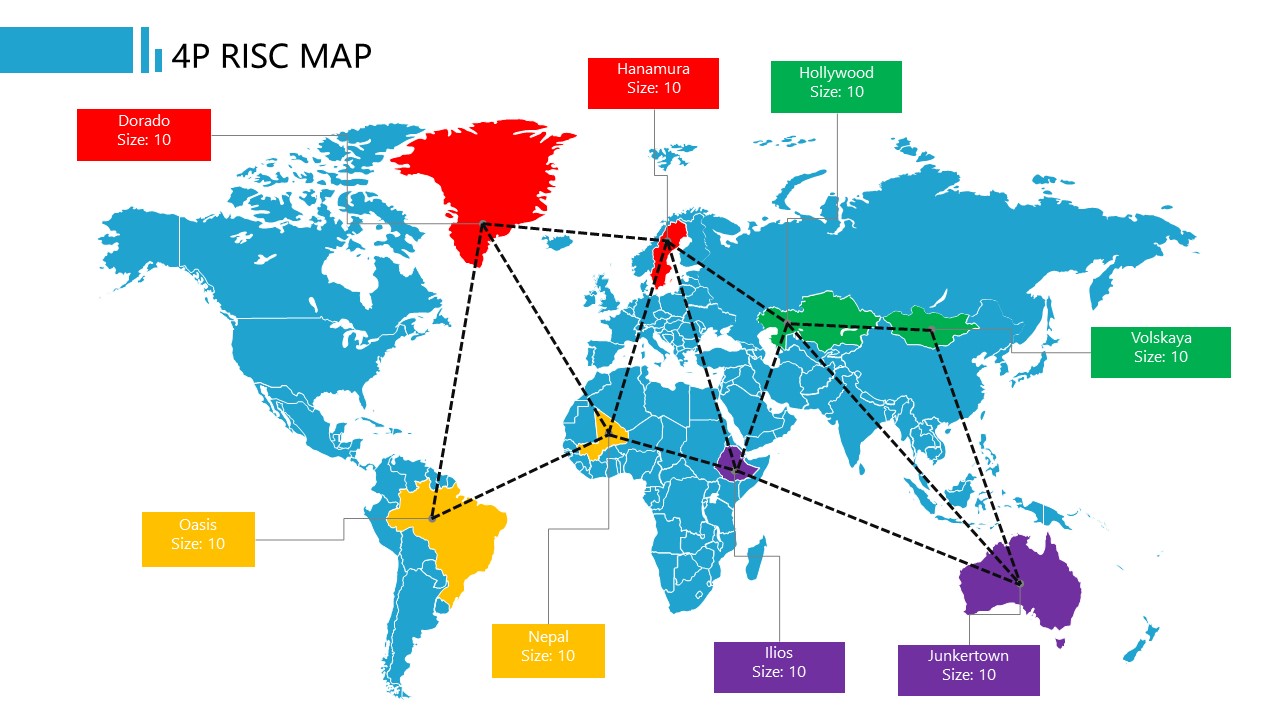 4P RISC MAP
Hanamura
Size: 10
Hollywood
Size: 10
Dorado
Size: 10
Volskaya
Size: 10
Oasis
Size: 10
Nepal
Size: 10
Ilios
Size: 10
Junkertown
Size: 10